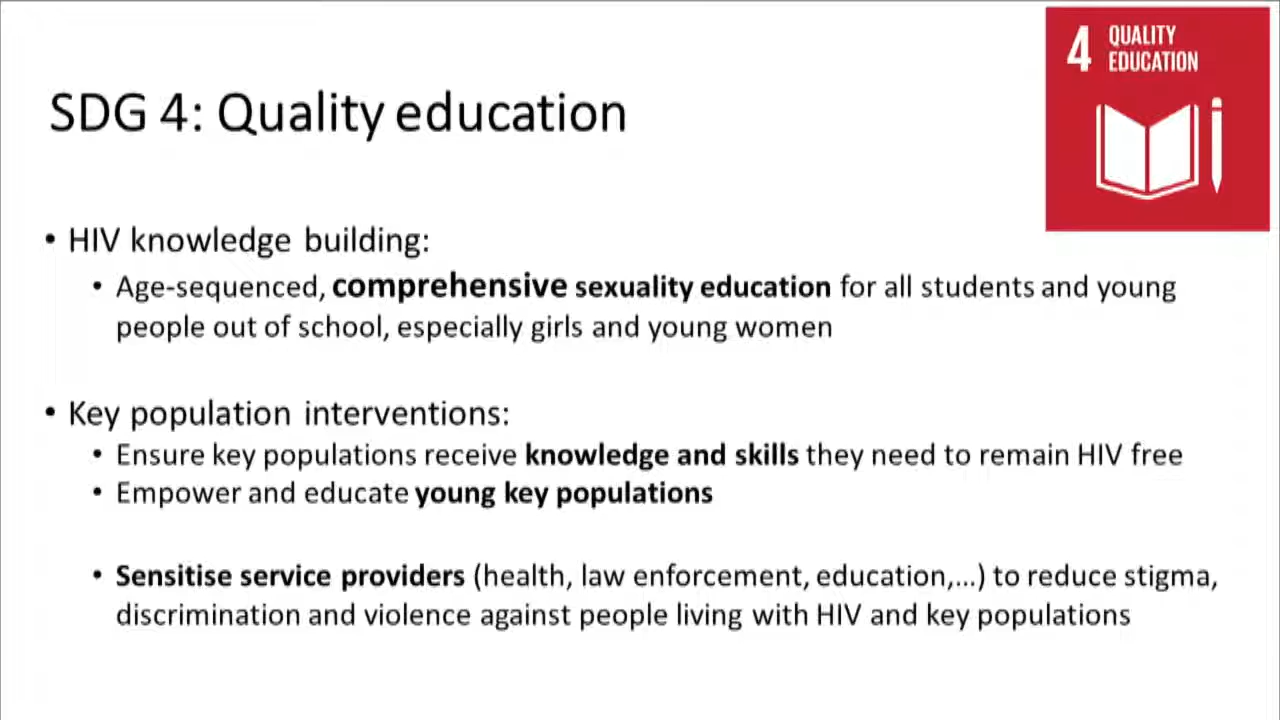 4 QUALITY
EDUCATION
SDG 4: Quality education
• HIV knowledge building:
• Age-sequenced, comprehensive sexuality education for all students and young
people out of school, especially girls and young women
• Key population interventions:
• Ensure key populations receive knowledge and skills they need to remain HIV free
• Empower and educate young key populations
• Sensitise service providers (health, law enforcement, education,...) to reduce stigma,
discrimination and violence against people living with HIV and key populations